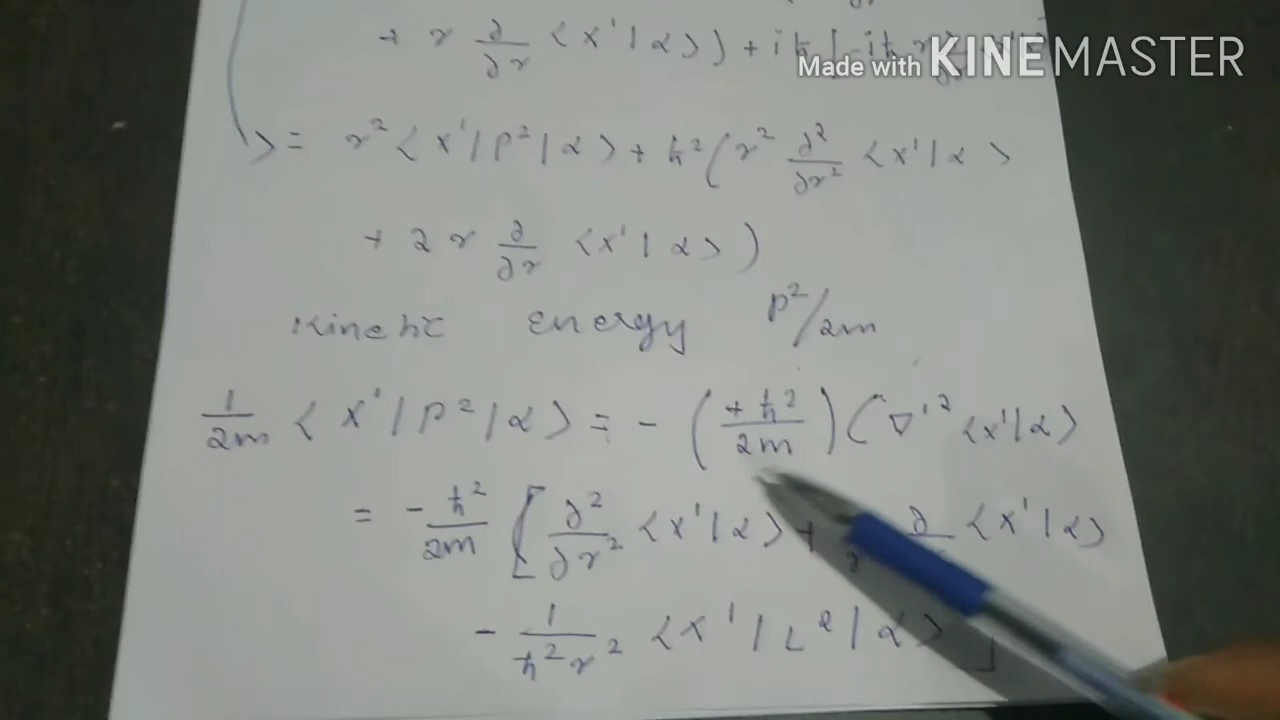 + r ∂/∂r <x'|α>) + iħ
Made with KINEMASTER
= r² <x'|p²|α> + ħ² (r² ∂²/∂r² <x'|α>
+ 2r ∂/∂r <x'|α>)
Kinetic energy p²/2m
1/2m <x'|p²|α> = - (+ħ²/2m) (∇'² <x'|α>
= -ħ²/2m [∂²/∂r² <x'|α> + <x'|α>
- 1/ħ²r² <x'|L²|α>]